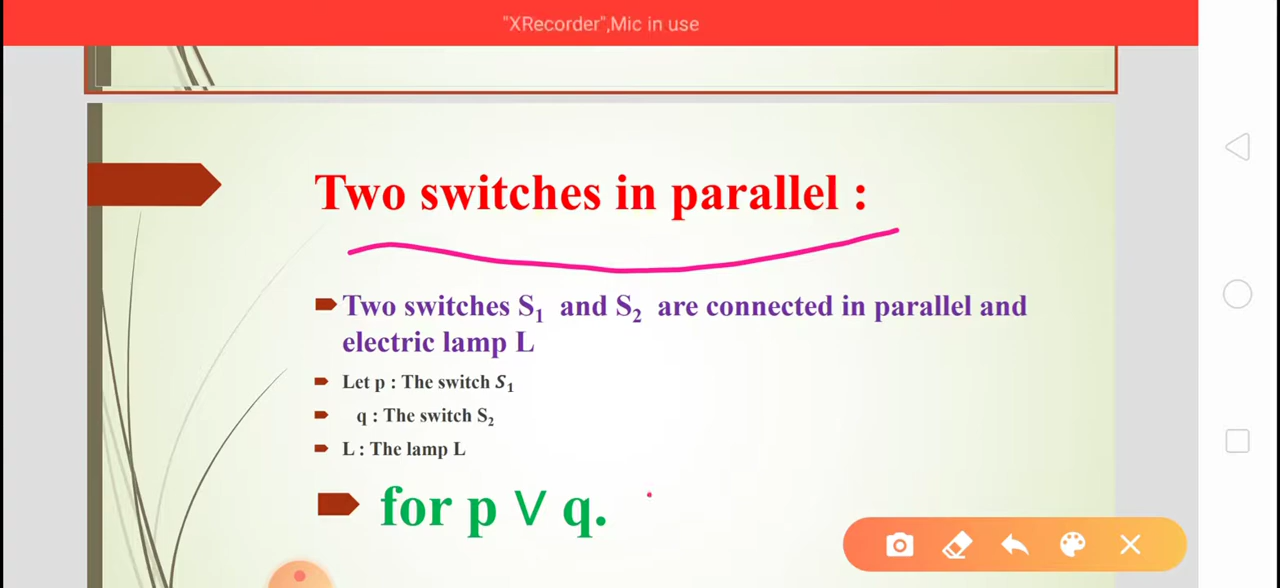 "XRecorder",Mic in use
Two switches in parallel :
Two switches S₁ and S₂ are connected in parallel and
electric lamp L
Let p : The switch S₁
q : The switch S₂
L : The lamp L
for p ∨ q.